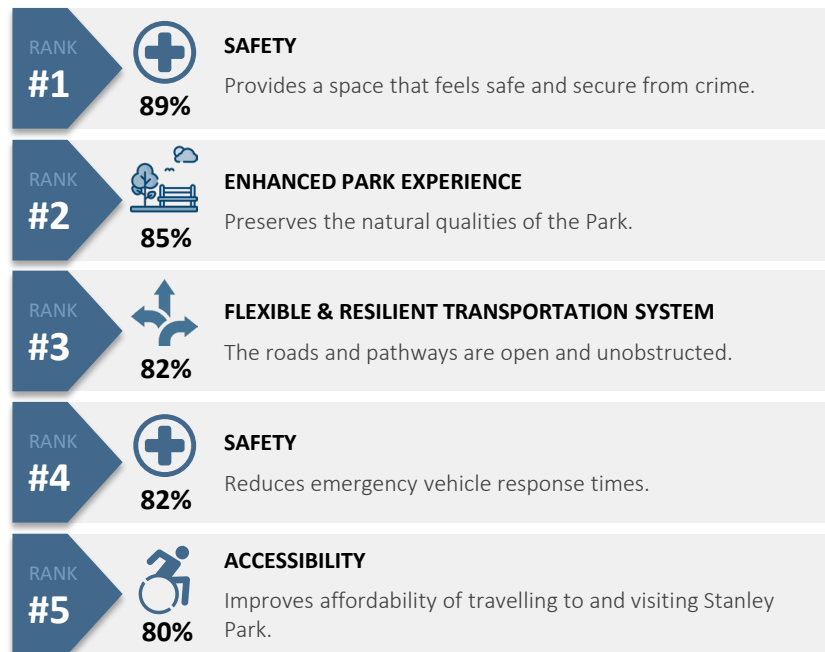 RANK
#1
89%
SAFETY
Provides a space that feels safe and secure from crime.
RANK
#2
85%
ENHANCED PARK EXPERIENCE
Preserves the natural qualities of the Park.
RANK
#3
82%
FLEXIBLE & RESILIENT TRANSPORTATION SYSTEM
The roads and pathways are open and unobstructed.
RANK
#4
82%
SAFETY
Reduces emergency vehicle response times.
RANK
#5
80%
ACCESSIBILITY
Improves affordability of travelling to and visiting Stanley
Park.